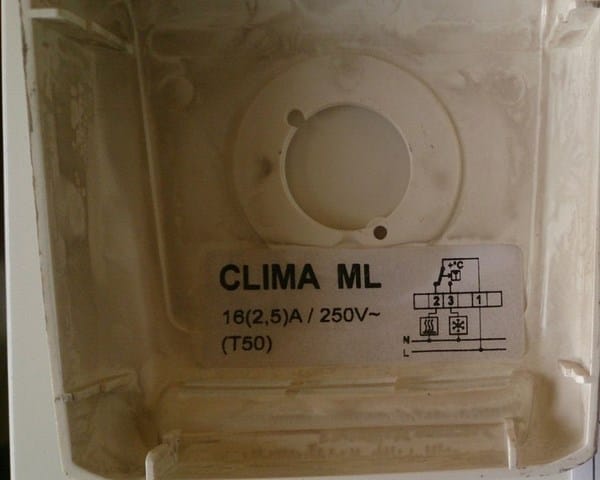 CLIMA ML
16(2,5)A / 250V~
(T50)
+°C
T
2 3 1
N
L